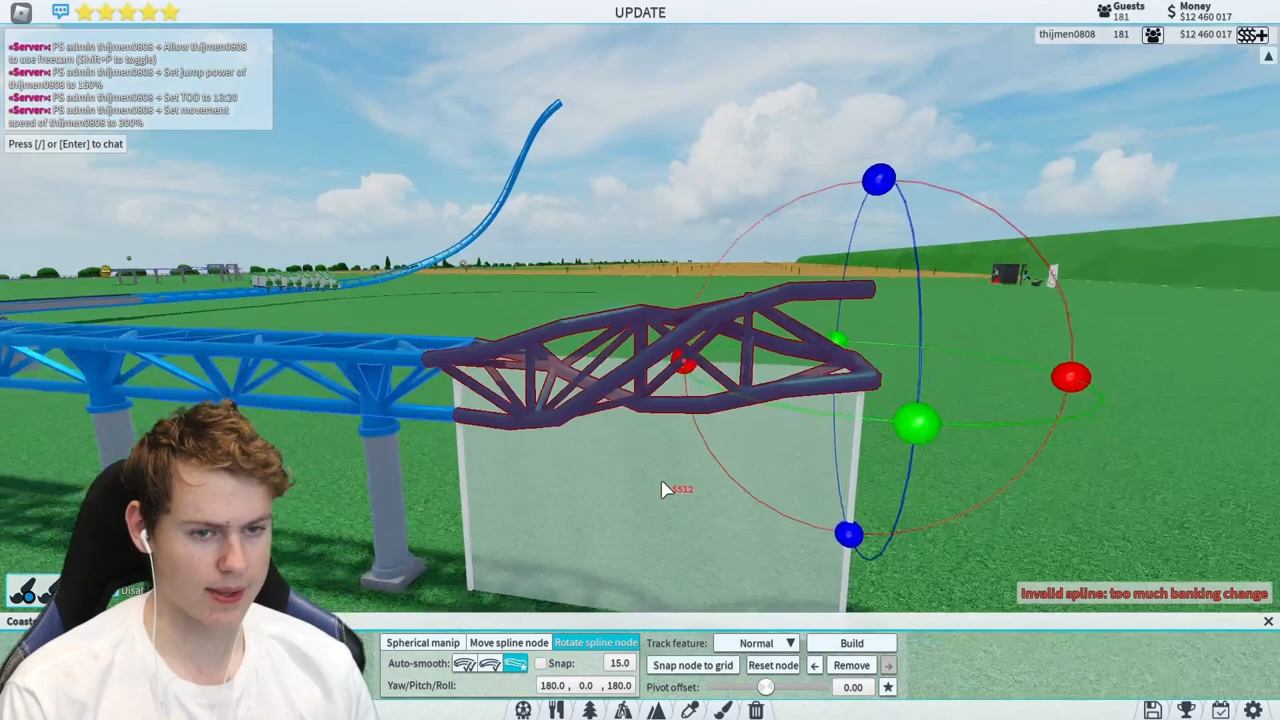 UPDATE
Guests
181
Money
$12 460 017
thijmen0808 181 $12 460 017
«Server»: PS admin thijmen0808 → Allow thijmen0808
to use freecam (Shift+P to toggle)
«Server»: PS admin thijmen0808 → Set jump power of
thijmen0808 to 150%
«Server»: PS admin thijmen0808 → Set TOD to 13:20
«Server»: PS admin thijmen0808 → Set movement
speed of thijmen0808 to 300%
Press [/] or [Enter] to chat
$512
Disa
Invalid spline: too much banking change
Coast
Spherical manip Move spline node Rotate spline node Track feature: Normal Build
Auto-smooth: Snap: 15.0 Snap node to grid Reset node Remove
Yaw/Pitch/Roll: 180.0 , 0.0 , 180.0 Pivot offset: 0.00